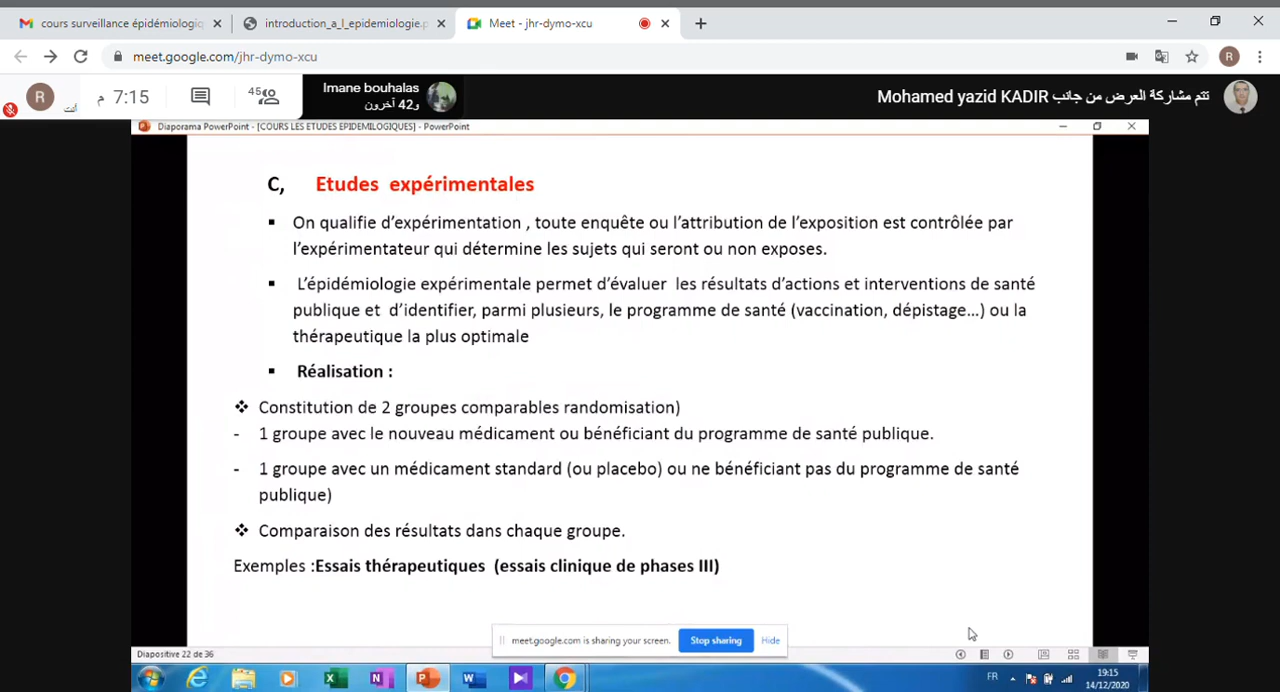 cours surveillance épidémiologiq
introduction_a_l_epidemiologie.p
Meet - jhr-dymo-xcu
meet.google.com/jhr-dymo-xcu
R
R
أنت
7:15 م
45
Imane bouhalas
و42 آخرون
تتم مشاركة العرض من جانب Mohamed yazid KADIR
Diaporama PowerPoint - [COURS LES ETUDES EPIDEMILOGIQUES] - PowerPoint
C, Etudes expérimentales
▪ On qualifie d'expérimentation , toute enquête ou l'attribution de l'exposition est contrôlée par
l'expérimentateur qui détermine les sujets qui seront ou non exposes.
▪ L'épidémiologie expérimentale permet d'évaluer les résultats d'actions et interventions de santé
publique et d'identifier, parmi plusieurs, le programme de santé (vaccination, dépistage…) ou la
thérapeutique la plus optimale
▪ Réalisation :
❖ Constitution de 2 groupes comparables randomisation)
- 1 groupe avec le nouveau médicament ou bénéficiant du programme de santé publique.
- 1 groupe avec un médicament standard (ou placebo) ou ne bénéficiant pas du programme de santé
publique)
❖ Comparaison des résultats dans chaque groupe.
Exemples :Essais thérapeutiques (essais clinique de phases III)
meet.google.com is sharing your screen.
Stop sharing
Hide
Diapositive 22 de 36
FR
19:15
14/12/2020